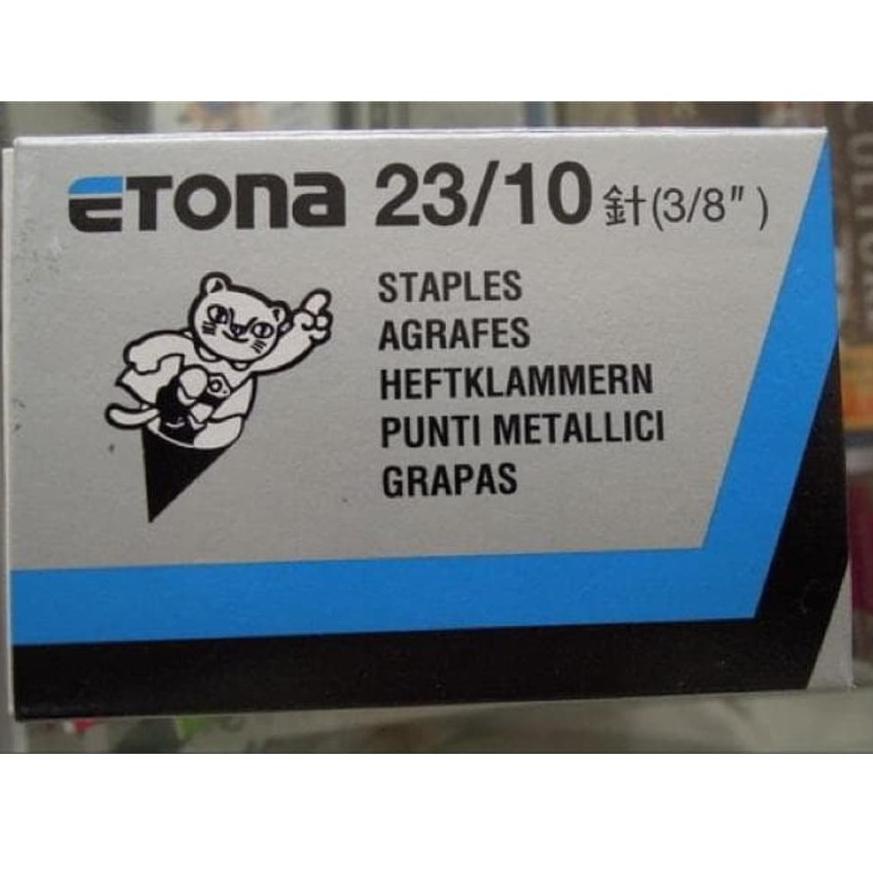 ETONA 23/10 針(3/8")
STAPLES
AGRAFES
HEFTKLAMMERN
PUNTI METALLICI
GRAPAS